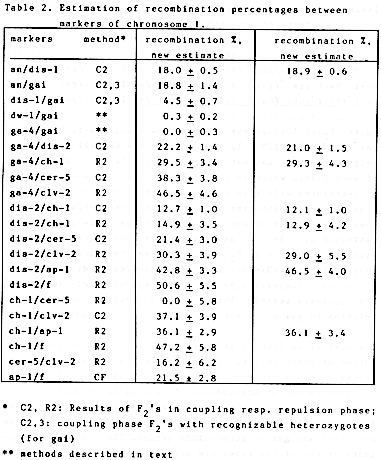 Table 2. Estimation of recombination percentages between
markers of chromosome 1.
markers method* recombination %, recombination %,
new estimate new estimate
an/dis-1 C2 18.0 ± 0.5 18.9 ± 0.6
an/gai C2,3 18.8 ± 1.4
dis-1/gai C2,3 4.5 ± 0.7
dw-1/gai ** 0.3 ± 0.2
ga-4/gai ** 0.0 ± 0.3
ga-4/dis-2 C2 22.2 ± 1.4 21.0 ± 1.5
ga-4/ch-1 R2 29.5 ± 3.4 29.3 ± 4.3
ga-4/cer-5 C2 38.3 ± 3.8
ga-4/clv-2 R2 46.5 ± 4.6
dis-2/ch-1 C2 12.7 ± 1.0 12.1 ± 1.0
dis-2/ch-1 R2 14.9 ± 3.5 12.9 ± 4.2
dis-2/cer-5 C2 21.4 ± 3.0
dis-2/clv-2 R2 30.3 ± 3.9 29.0 ± 5.5
dis-2/ap-1 R2 42.8 ± 3.3 46.5 ± 4.0
dis-2/f R2 50.6 ± 5.5
ch-1/cer-5 R2 0.0 ± 5.8
ch-1/clv-2 C2 37.1 ± 3.9
ch-1/ap-1 R2 36.1 ± 2.9 36.1 ± 3.4
ch-1/f R2 47.2 ± 5.8
cer-5/clv-2 R2 16.2 ± 6.2
ap-1/f CF 21.5 ± 2.8
* C2, R2: Results of F2's in coupling resp. repulsion phase;
C2,3: coupling phase F2's with recognizable heterozygotes
(for gai)
** methods described in text